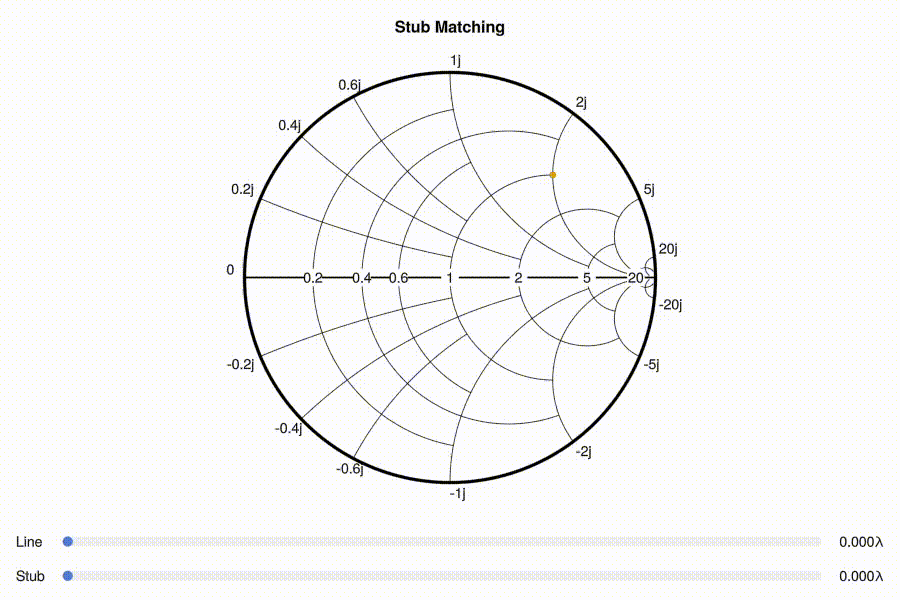 Stub Matching
1j
0.6j
2j
0.4j
0.2j
5j
20j
0
0.2 0.4 0.6 1 2 5 20
-20j
-0.2j
-5j
-0.4j
-2j
-0.6j
-1j
Line 0.000λ
Stub 0.000λ